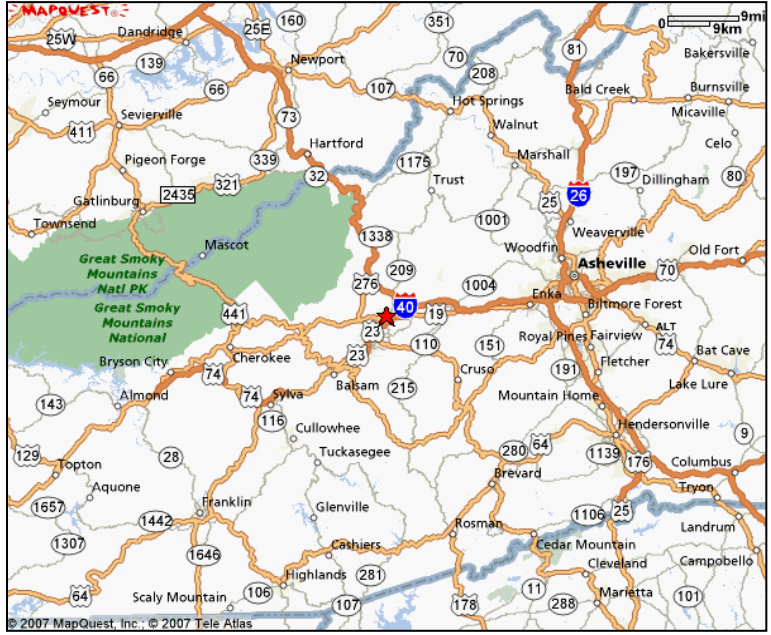 MAPQUEST
0 9mi
9km
25W
Dandridge
25E
160
351
81
139
Newport
70
208
Bakersville
66
66
107
Bald Creek
Burnsville
Seymour
Hot Springs
Micaville
411
Sevierville
73
Walnut
Celo
Pigeon Forge
339
Hartford
1175
Marshall
197
80
2435
321
32
Trust
Dillingham
Gatlinburg
26
25
Townsend
1001
Weaverville
Mascot
1338
Woodfin
Old Fort
Great Smoky
Mountains
Natl PK
209
Asheville
70
276
1004
Great Smoky
Mountains
National
441
40
19
Enka
Biltmore Forest
23
Royal Pines
Fairview
ALT
74
Bryson City
Cherokee
23
110
151
Fletcher
Bat Cave
74
Balsam
Cruso
191
Lake Lure
Almond
74
215
Mountain Home
143
Sylva
116
Hendersonville
9
Cullowhee
280
64
1139
129
28
Tuckasegee
176
Columbus
Topton
Brevard
Aquone
Tryon
1657
Franklin
Glenville
1106
25
1442
Rosman
Landrum
1307
1646
Cashiers
Cedar Mountain
Campobello
Highlands
281
Cleveland
64
106
11
Marietta
101
Scaly Mountain
107
178
288
© 2007 MapQuest, Inc.; © 2007 Tele Atlas